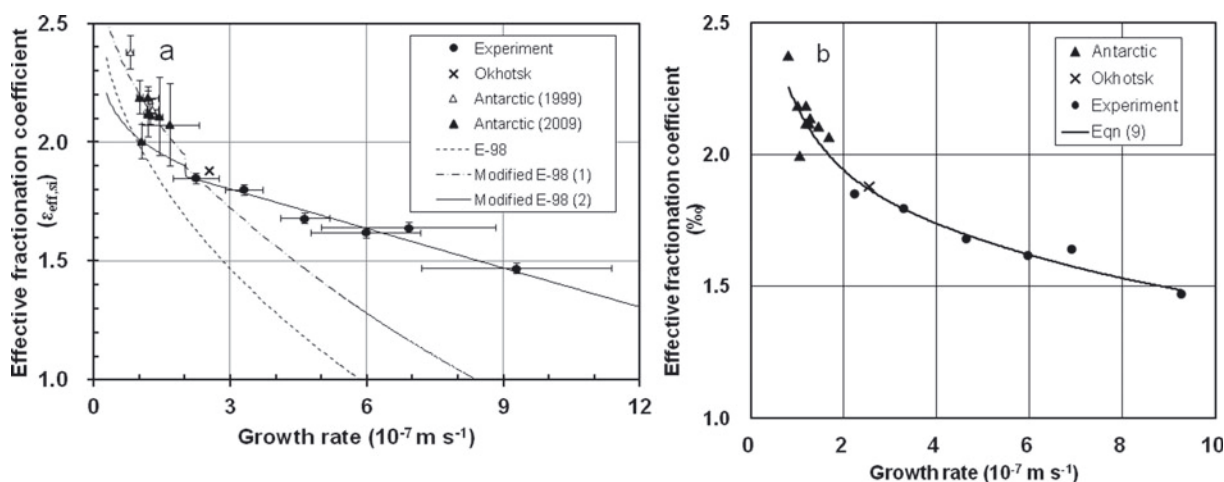 a
Effective fractionation coefficient
(εeff,si)
2.5
2.0
1.5
1.0
0
3
6
9
12
Growth rate (10⁻⁷ m s⁻¹)
Experiment
Okhotsk
Antarctic (1999)
Antarctic (2009)
E-98
Modified E-98 (1)
Modified E-98 (2)
b
Effective fractionation coefficient
(‰)
2.5
2.0
1.5
1.0
0
2
4
6
8
10
Growth rate (10⁻⁷ m s⁻¹)
Antarctic
Okhotsk
Experiment
Eqn (9)